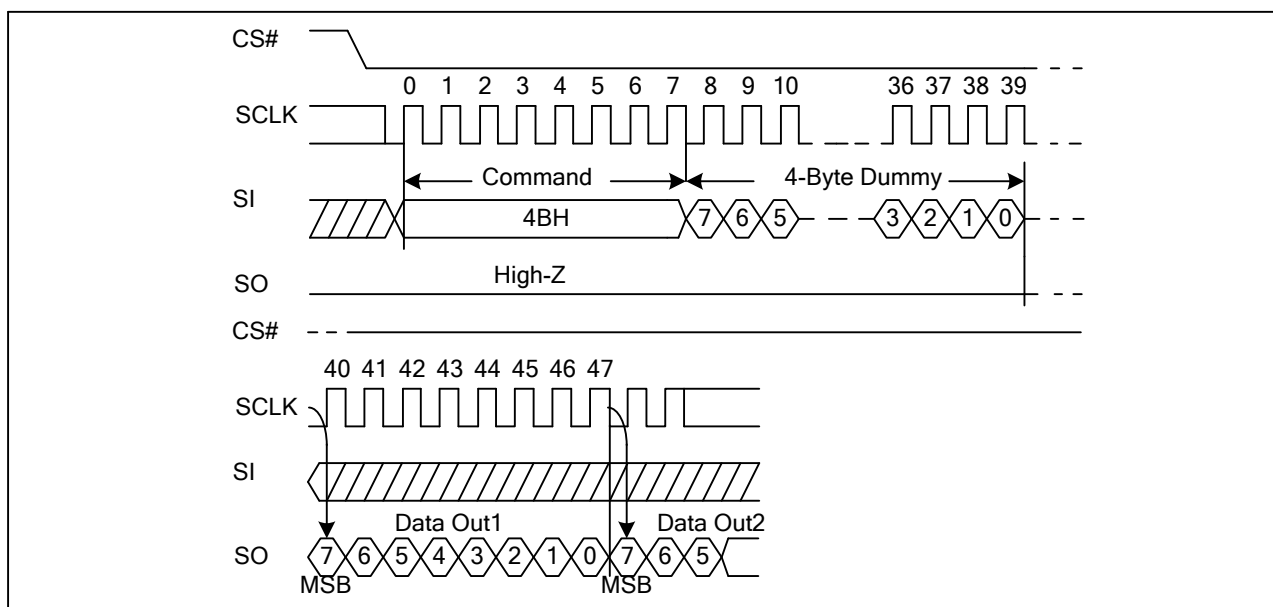 CS#
0 1 2 3 4 5 6 7 8 9 10 36 37 38 39
SCLK
Command 4-Byte Dummy
SI
4BH 7 6 5 3 2 1 0
High-Z
SO
CS#
40 41 42 43 44 45 46 47
SCLK
SI
Data Out1 Data Out2
SO 7 6 5 4 3 2 1 0 7 6 5
MSB MSB